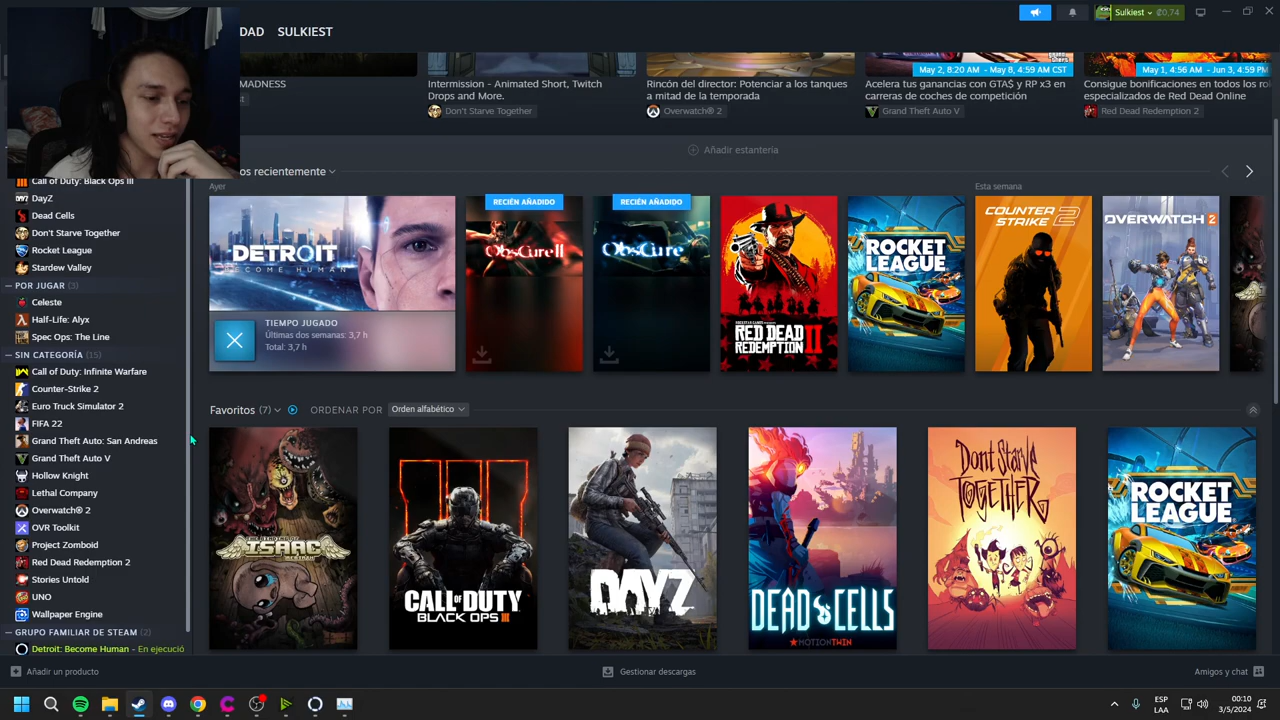 DAD SULKIEST
Sulkiest ₡0,74
MADNESS
Intermission - Animated Short, Twitch
Drops and More.
Don't Starve Together
Rincón del director: Potenciar a los tanques
a mitad de la temporada
Overwatch® 2
May 2, 8:20 AM - May 8, 4:59 AM CST
Acelera tus ganancias con GTA$ y RP x3 en
carreras de coches de competición
Grand Theft Auto V
May 1, 4:56 AM - Jun 3, 4:59 PM
Consigue bonificaciones en todos los ro
especializados de Red Dead Online
Red Dead Redemption 2
Añadir estantería
os recientemente
Ayer
Esta semana
RECIÉN AÑADIDO
RECIÉN AÑADIDO
DETROIT
BECOME HUMAN
ObsCure II
ObsCure
RED DEAD
REDEMPTION II
ROCKET
LEAGUE
COUNTER
STRIKE 2
OVERWATCH 2
TIEMPO JUGADO
Últimas dos semanas: 3,7 h
Total: 3,7 h
Favoritos (7)
ORDENAR POR
Orden alfabético
THE BINDING OF
ISAAC
REBIRTH
CALL OF DUTY
BLACK OPS III
DAYZ
DEAD CELLS
MOTIONTWIN
Dont Starve
TOGETHER
ROCKET
LEAGUE
Call of Duty: Black Ops III
DayZ
Dead Cells
Don't Starve Together
Rocket League
Stardew Valley
POR JUGAR (3)
Celeste
Half-Life: Alyx
Spec Ops: The Line
SIN CATEGORÍA (15)
Call of Duty: Infinite Warfare
Counter-Strike 2
Euro Truck Simulator 2
FIFA 22
Grand Theft Auto: San Andreas
Grand Theft Auto V
Hollow Knight
Lethal Company
Overwatch® 2
OVR Toolkit
Project Zomboid
Red Dead Redemption 2
Stories Untold
UNO
Wallpaper Engine
GRUPO FAMILIAR DE STEAM (2)
Detroit: Become Human - En ejecució
Añadir un producto
Gestionar descargas
Amigos y chat
ESP
LAA
00:10
3/5/2024